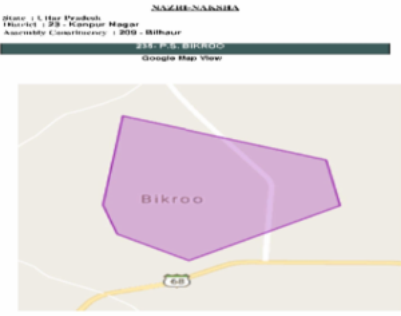 NAZRI-NAKSHA
State : Uttar Pradesh
District : 23 - Kanpur Nagar
Assembly Constituency : 209 - Bilhaur
235- P.S. BIKROO
Google Map View
Bikroo
68